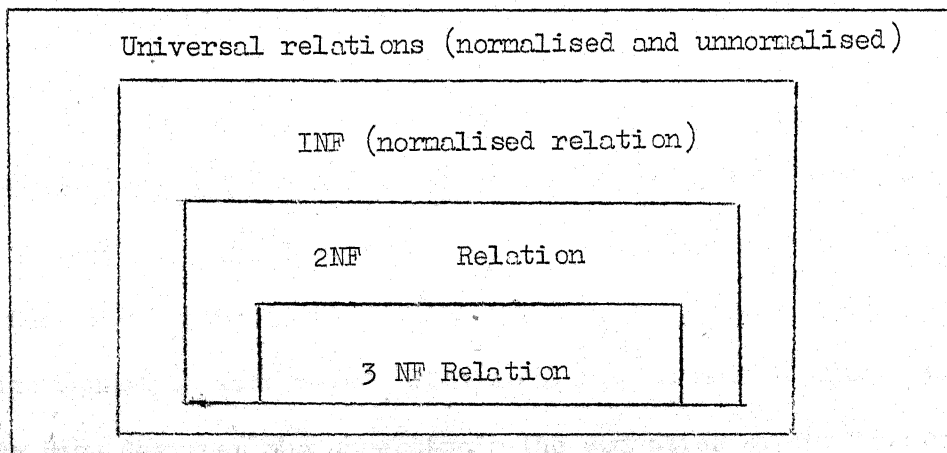 Universal relations (normalised and unnormalised)
INF (normalised relation)
2NF Relation
3 NF Relation